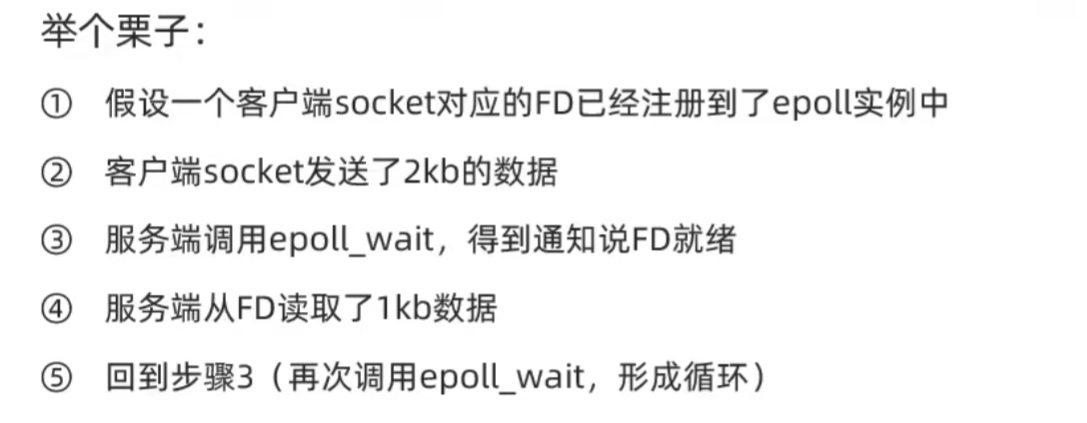 举个栗子：
① 假设一个客户端socket对应的FD已经注册到了epoll实例中
② 客户端socket发送了2kb的数据
③ 服务端调用epoll_wait，得到通知说FD就绪
④ 服务端从FD读取了1kb数据
⑤ 回到步骤3（再次调用epoll_wait，形成循环）